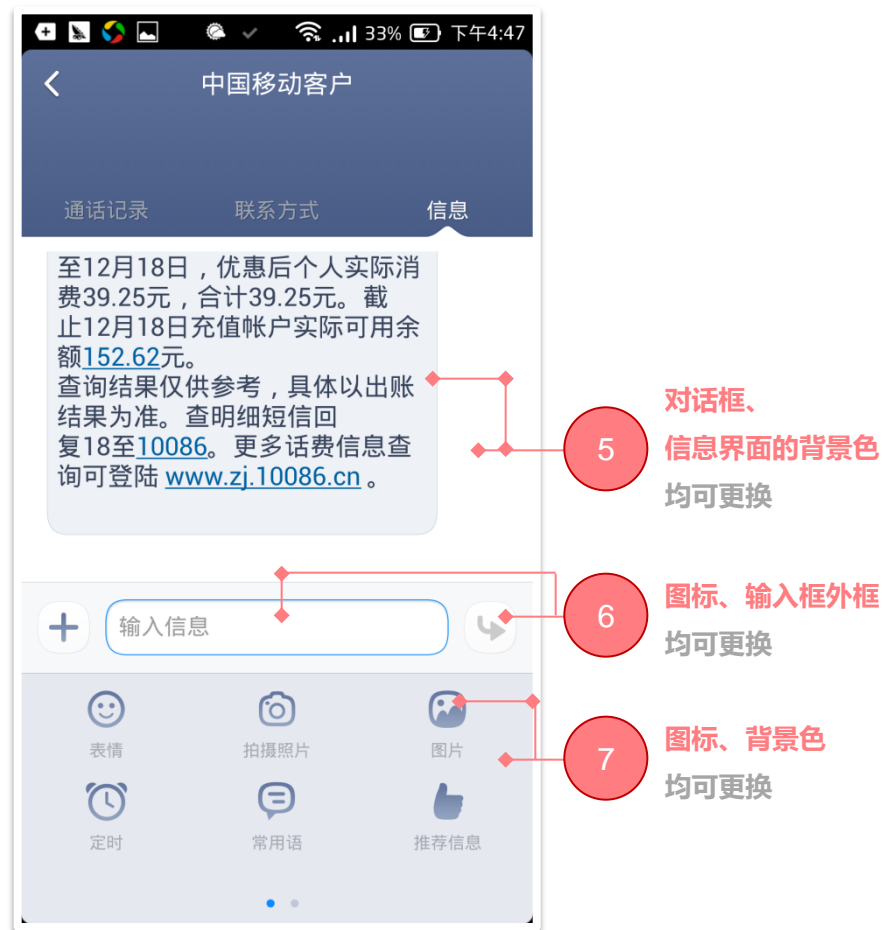 33% 下午4:47
中国移动客户
通话记录 联系方式 信息
至12月18日，优惠后个人实际消
费39.25元，合计39.25元。截
止12月18日充值帐户实际可用余
额152.62元。
查询结果仅供参考，具体以出账
结果为准。查明细短信回
复18至10086。更多话费信息查
询可登陆 www.zj.10086.cn 。
输入信息
表情 拍摄照片 图片
定时 常用语 推荐信息
5
对话框、
信息界面的背景色
均可更换
6
图标、输入框外框
均可更换
7
图标、背景色
均可更换